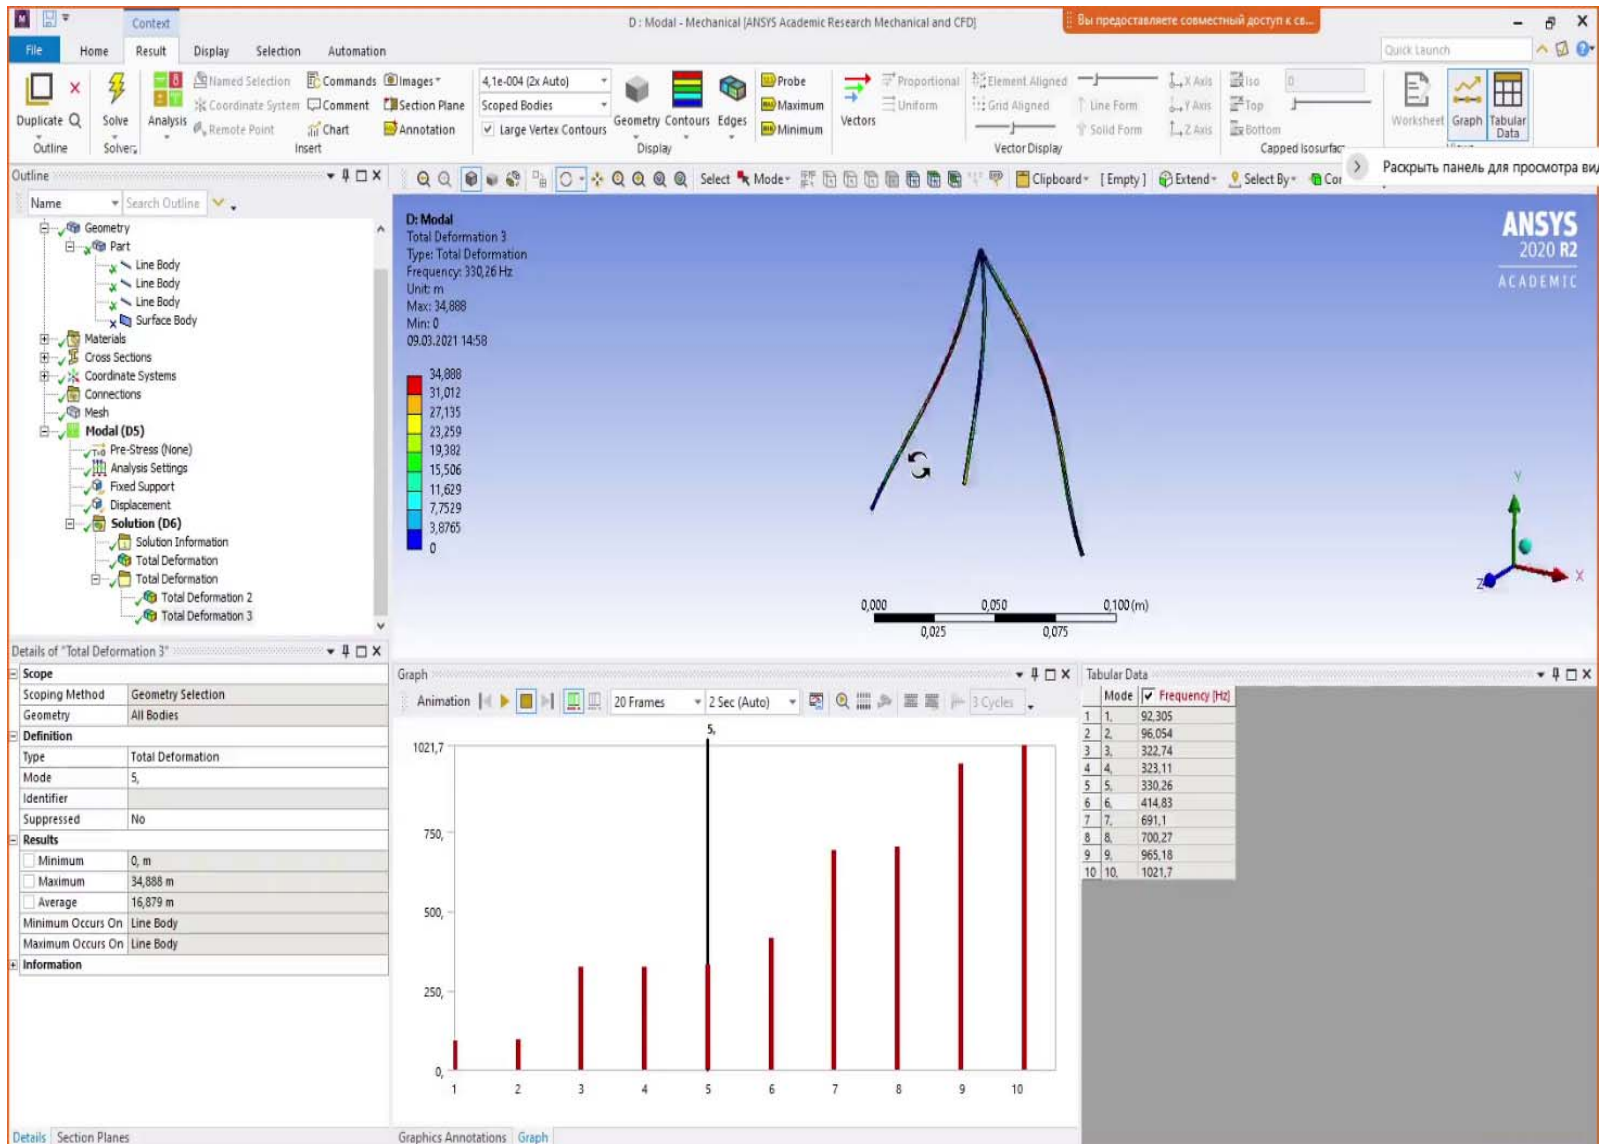 Context
D : Modal - Mechanical [ANSYS Academic Research Mechanical and CFD]
Вы предоставляете совместный доступ к св...
File Home Result Display Selection Automation
Quick Launch
Duplicate Q
Outline
Solve
Solver
Analysis
Named Selection
Coordinate System
Remote Point
Commands
Comment
Chart
Images
Section Plane
Annotation
Insert
4,1e-004 (2x Auto)
Scoped Bodies
Large Vertex Contours
Geometry Contours Edges
Probe
Maximum
Minimum
Display
Vectors
Proportional
Uniform
Element Aligned
Grid Aligned
Line Form
Solid Form
X Axis
Y Axis
Z Axis
Vector Display
Iso
Top
Bottom
0
Capped Isosurfac
Worksheet Graph Tabular Data
Раскрыть панель для просмотра ви
Outline
Name Search Outline
Select Mode Clipboard [ Empty ] Extend Select By
Geometry
Part
Line Body
Line Body
Line Body
Surface Body
Materials
Cross Sections
Coordinate Systems
Connections
Mesh
Modal (D5)
Pre-Stress (None)
Analysis Settings
Fixed Support
Displacement
Solution (D6)
Solution Information
Total Deformation
Total Deformation
Total Deformation 2
Total Deformation 3
D: Modal
Total Deformation 3
Type: Total Deformation
Frequency: 330,26 Hz
Unit: m
Max: 34,888
Min: 0
09.03.2021 14:58
34,888
31,012
27,135
23,259
19,382
15,506
11,629
7,7529
3,8765
0
ANSYS
2020 R2
ACADEMIC
Y
Z X
0,000 0,050 0,100 (m)
0,025 0,075
Details of "Total Deformation 3"
Scope
Scoping Method Geometry Selection
Geometry All Bodies
Definition
Type Total Deformation
Mode 5,
Identifier
Suppressed No
Results
Minimum 0, m
Maximum 34,888 m
Average 16,879 m
Minimum Occurs On Line Body
Maximum Occurs On Line Body
Information
Details Section Planes
Graph
Animation 20 Frames 2 Sec (Auto) 3 Cycles
5,
1021,7
750,
500,
250,
0,
1 2 3 4 5 6 7 8 9 10
Graphics Annotations Graph
Tabular Data
Mode Frequency [Hz]
1 1, 92,305
2 2, 96,054
3 3, 322,74
4 4, 323,11
5 5, 330,26
6 6, 414,83
7 7, 691,1
8 8, 700,27
9 9, 965,18
10 10, 1021,7